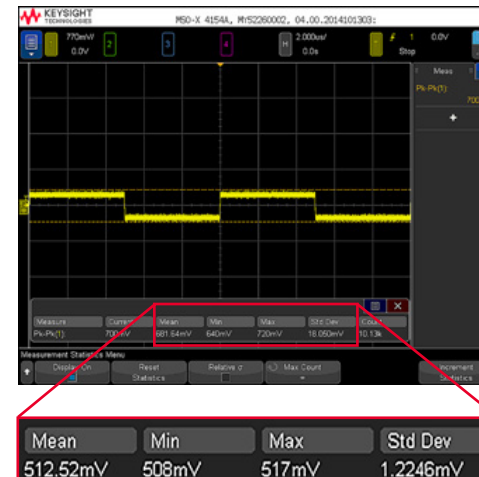 KEYSIGHT
TECHNOLOGIES
MSO-X 4154A, MY52260002, 04.00.2014101303:
1 770mV/ 2 3 4 H 2.000us/ 1 0.0V
0.0V 0.0s Stop
Meas
Pk-Pk(1):
700
+
Measure Current Mean Min Max Std Dev Count
Pk-Pk(1): 700mV 681.64mV 640mV 720mV 18.050mV 10.13k
Measurement Statistics Menu
Display On Reset Statistics Relative σ Max Count Increment Statistics
Mean Min Max Std Dev
512.52mV 508mV 517mV 1.2246mV